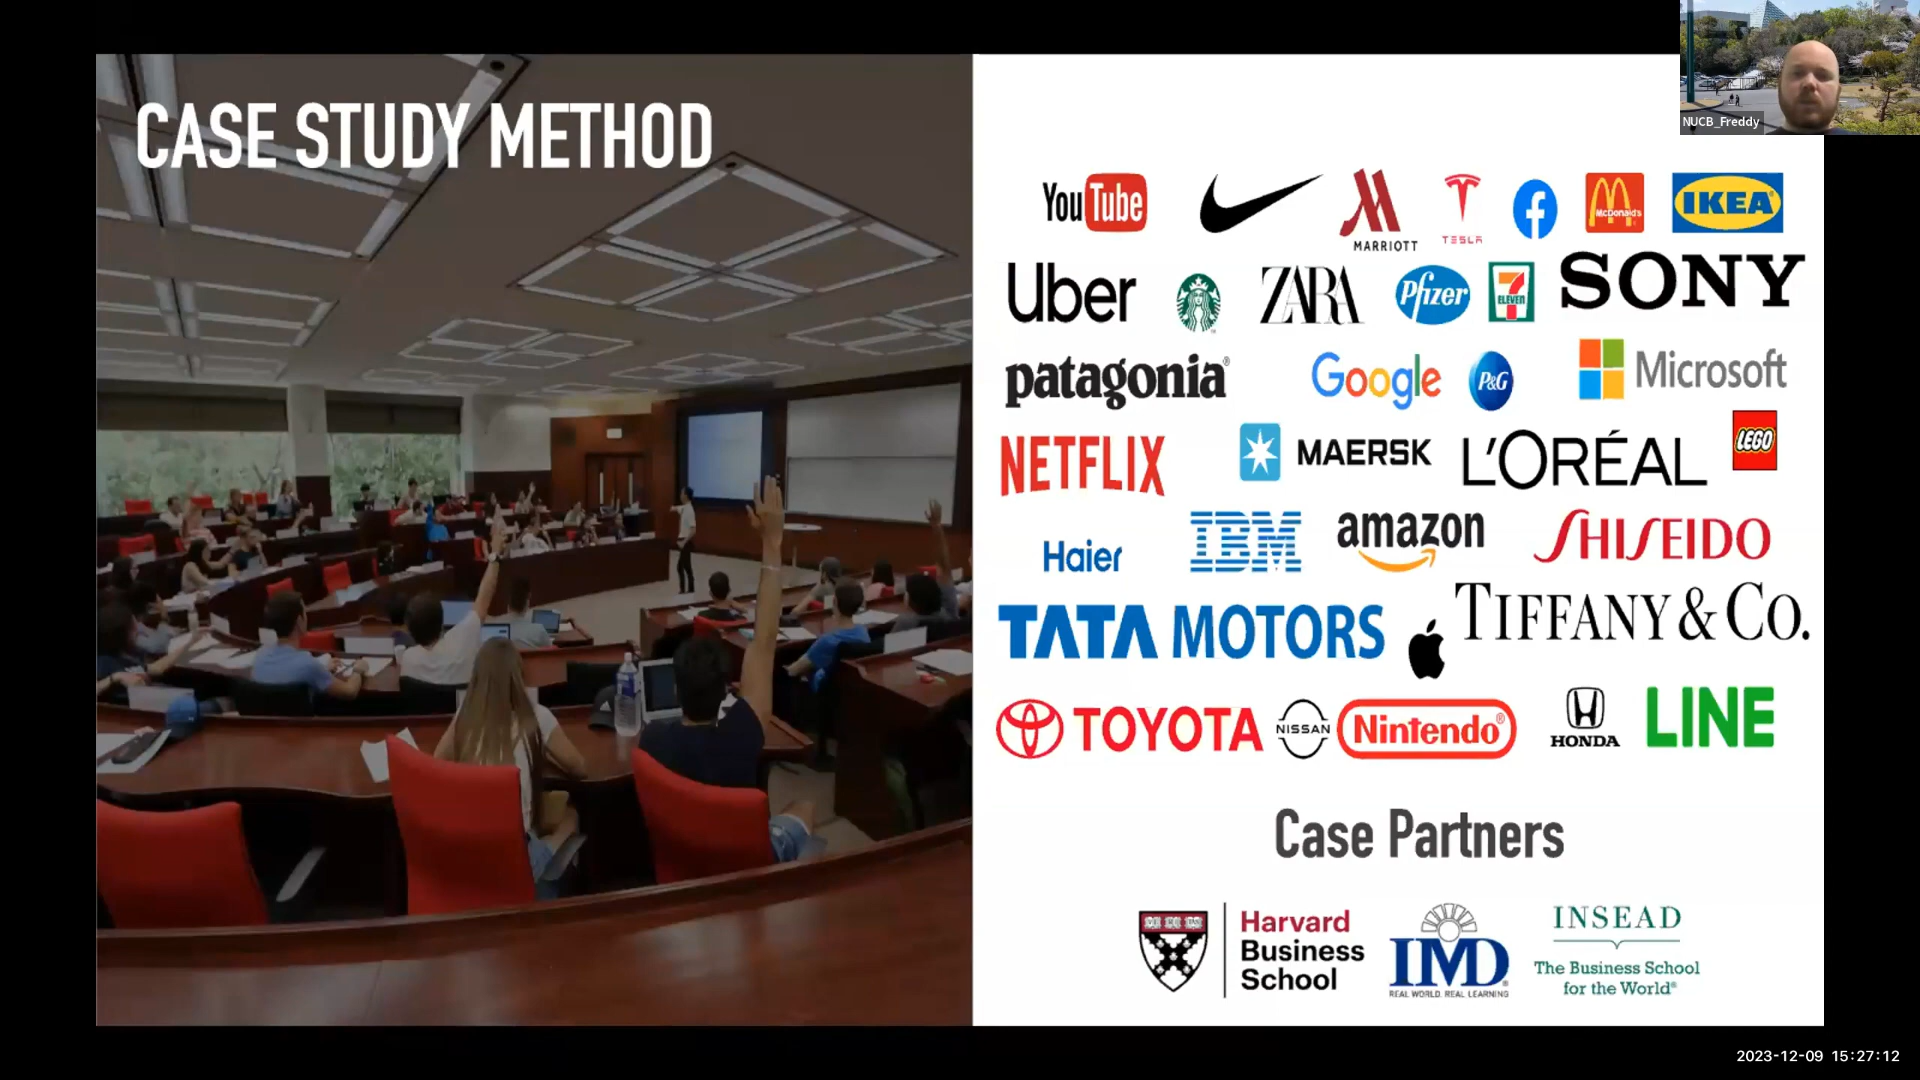 CASE STUDY METHOD
NUCB_Freddy
YouTube
MARRIOTT
TESLA
McDonald's
IKEA
Uber
ZARA
Pfizer
7 ELEVEN
SONY
patagonia®
Google
P&G
Microsoft
NETFLIX
MAERSK
L'ORÉAL
LEGO
Haier
IBM
amazon
SHISEIDO
TATA MOTORS
TIFFANY & CO.
TOYOTA
NISSAN
Nintendo®
HONDA
LINE
Case Partners
Harvard
Business
School
IMD®
REAL WORLD. REAL LEARNING
INSEAD
The Business School
for the World®
2023-12-09 15:27:12